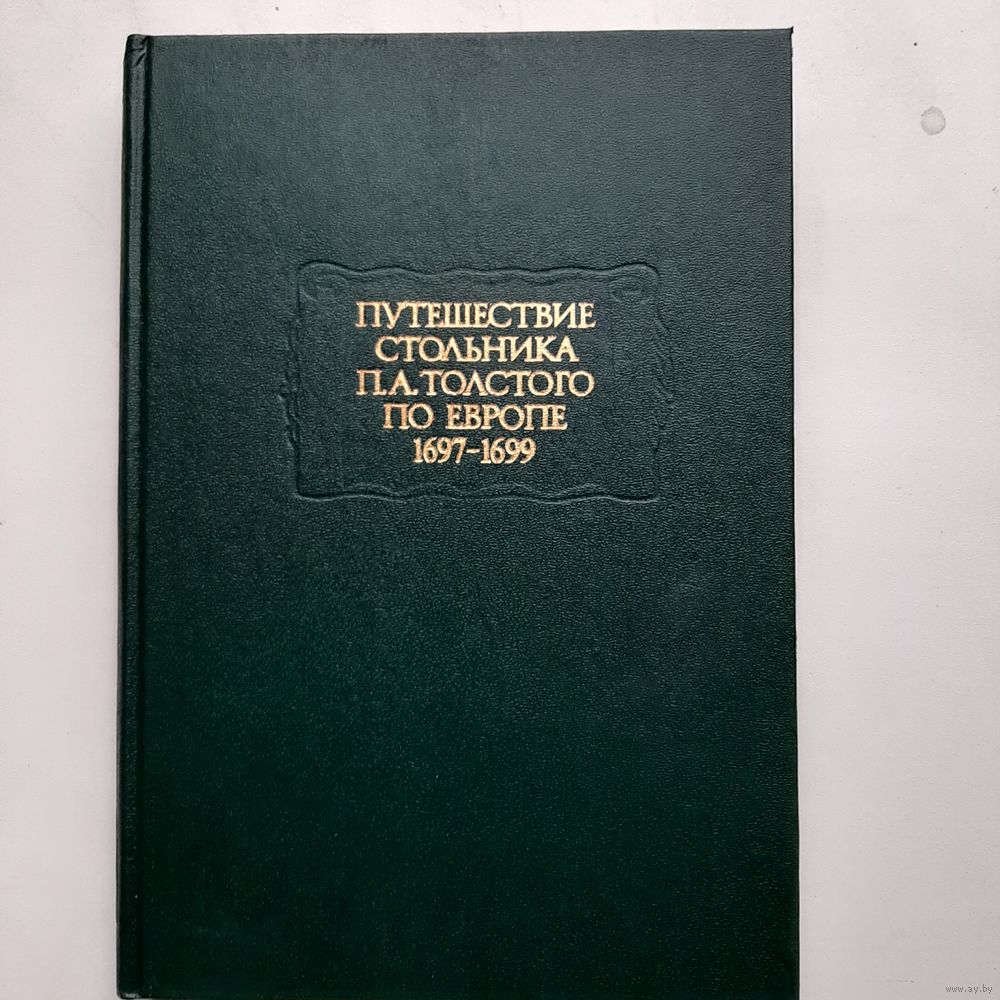 ПУТЕШЕСТВИЕ
СТОЛЬНИКА
П.А.ТОЛСТОГО
ПО ЕВРОПЕ
1697-1699
www.ay.by